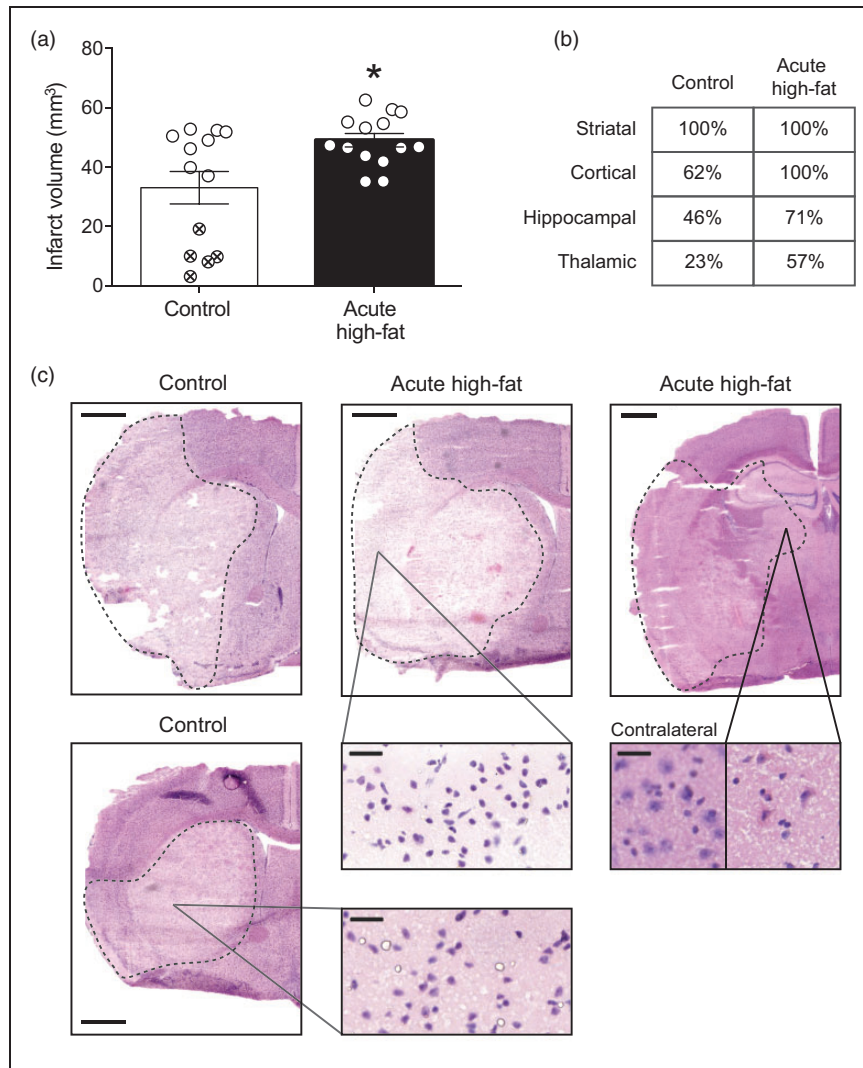 (a)
80
60
40
20
0
Infarct volume (mm³)
*
Control
Acute
high-fat
(b)
Control
Acute
high-fat
Striatal 100% 100%
Cortical 62% 100%
Hippocampal 46% 71%
Thalamic 23% 57%
(c)
Control
Acute high-fat
Acute high-fat
Control
Contralateral